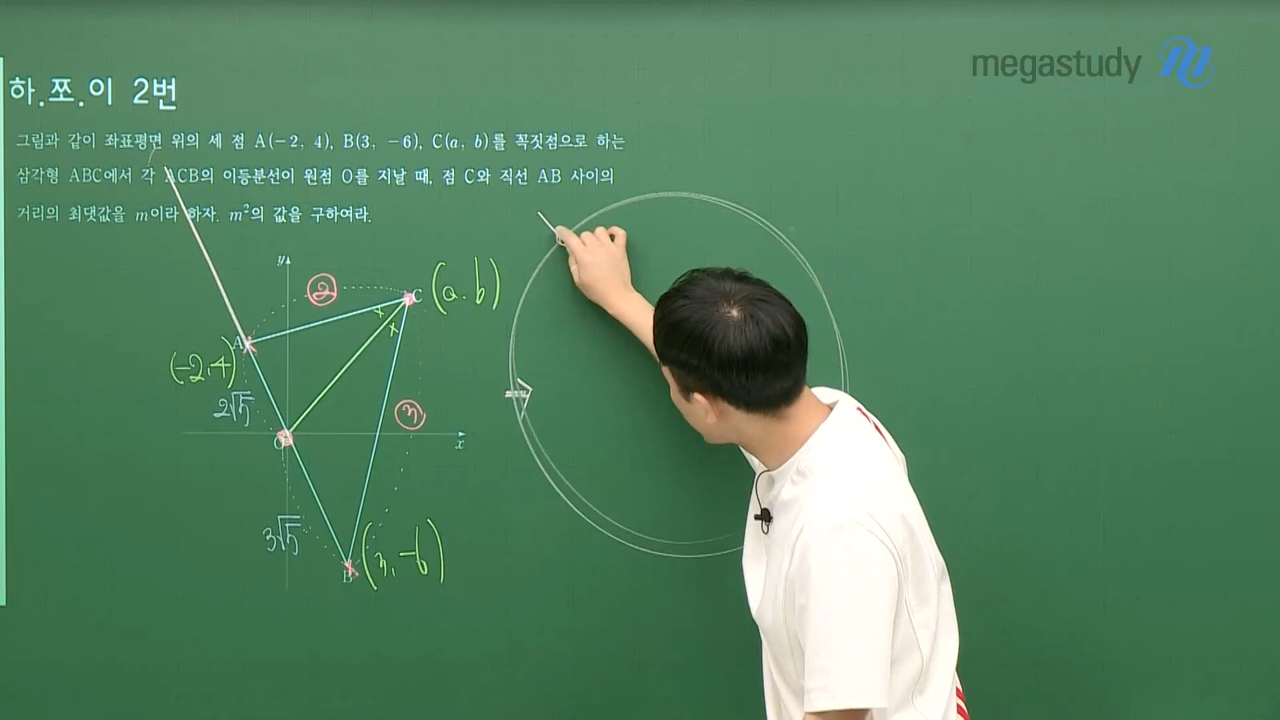 megastudy
하.쪼.이 2번
그림과 같이 좌표평면 위의 세 점 A(-2, 4), B(3, -6), C(a, b)를 꼭짓점으로 하는
삼각형 ABC에서 각 ACB의 이등분선이 원점 O를 지날 때, 점 C와 직선 AB 사이의
거리의 최댓값을 m이라 하자. m²의 값을 구하여라.
y
② C (a, b)
A
(-2, 4)
2√5 ③
O x
3√5
B (3, -6)